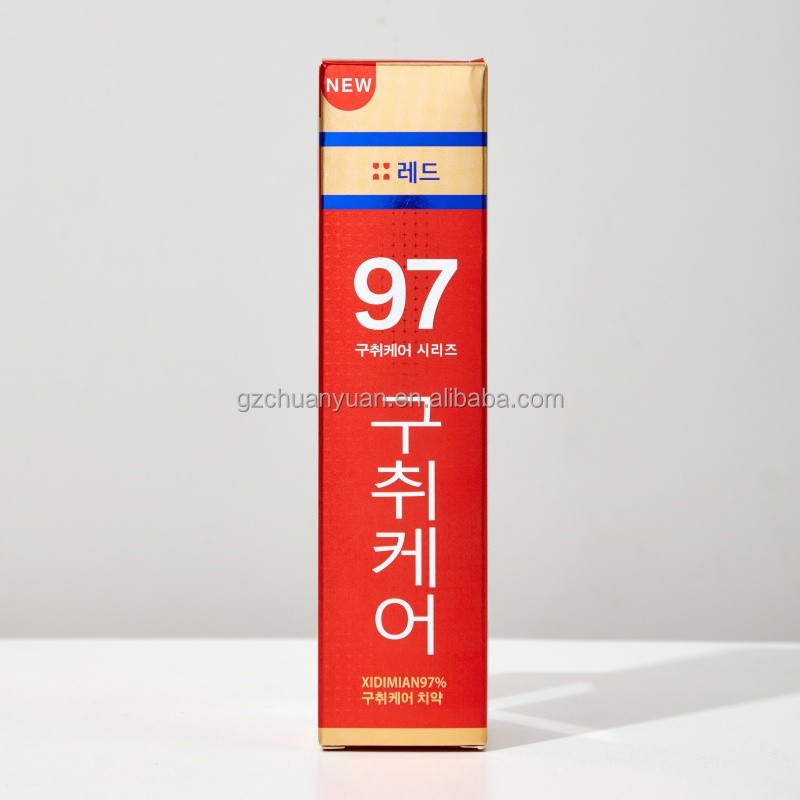 NEW
레드
97
구취케어 시리즈
gzchuanyuan.en.alibaba.com
구취케어
XIDIMIAN97%
구취케어 치약